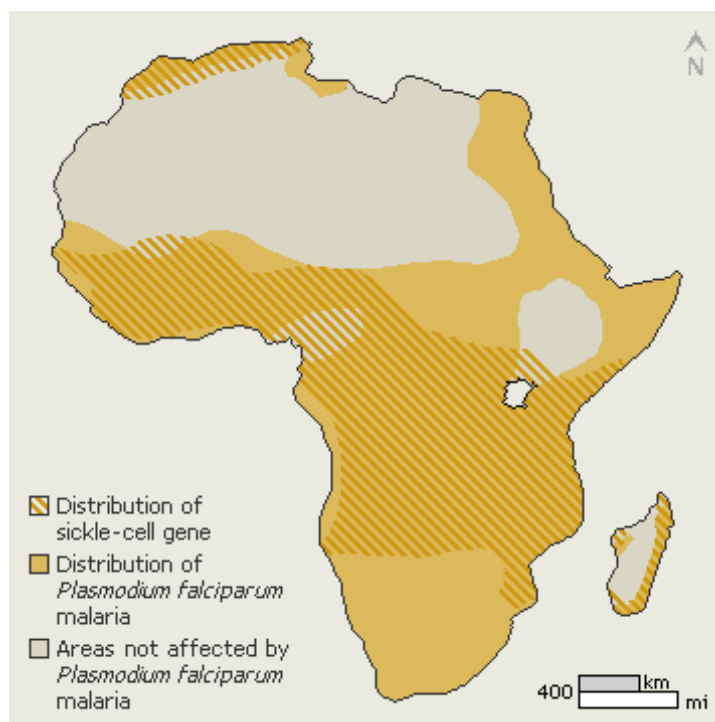 N
Distribution of
sickle-cell gene
Distribution of
Plasmodium falciparum
malaria
Areas not affected by
Plasmodium falciparum
malaria
400 km
mi